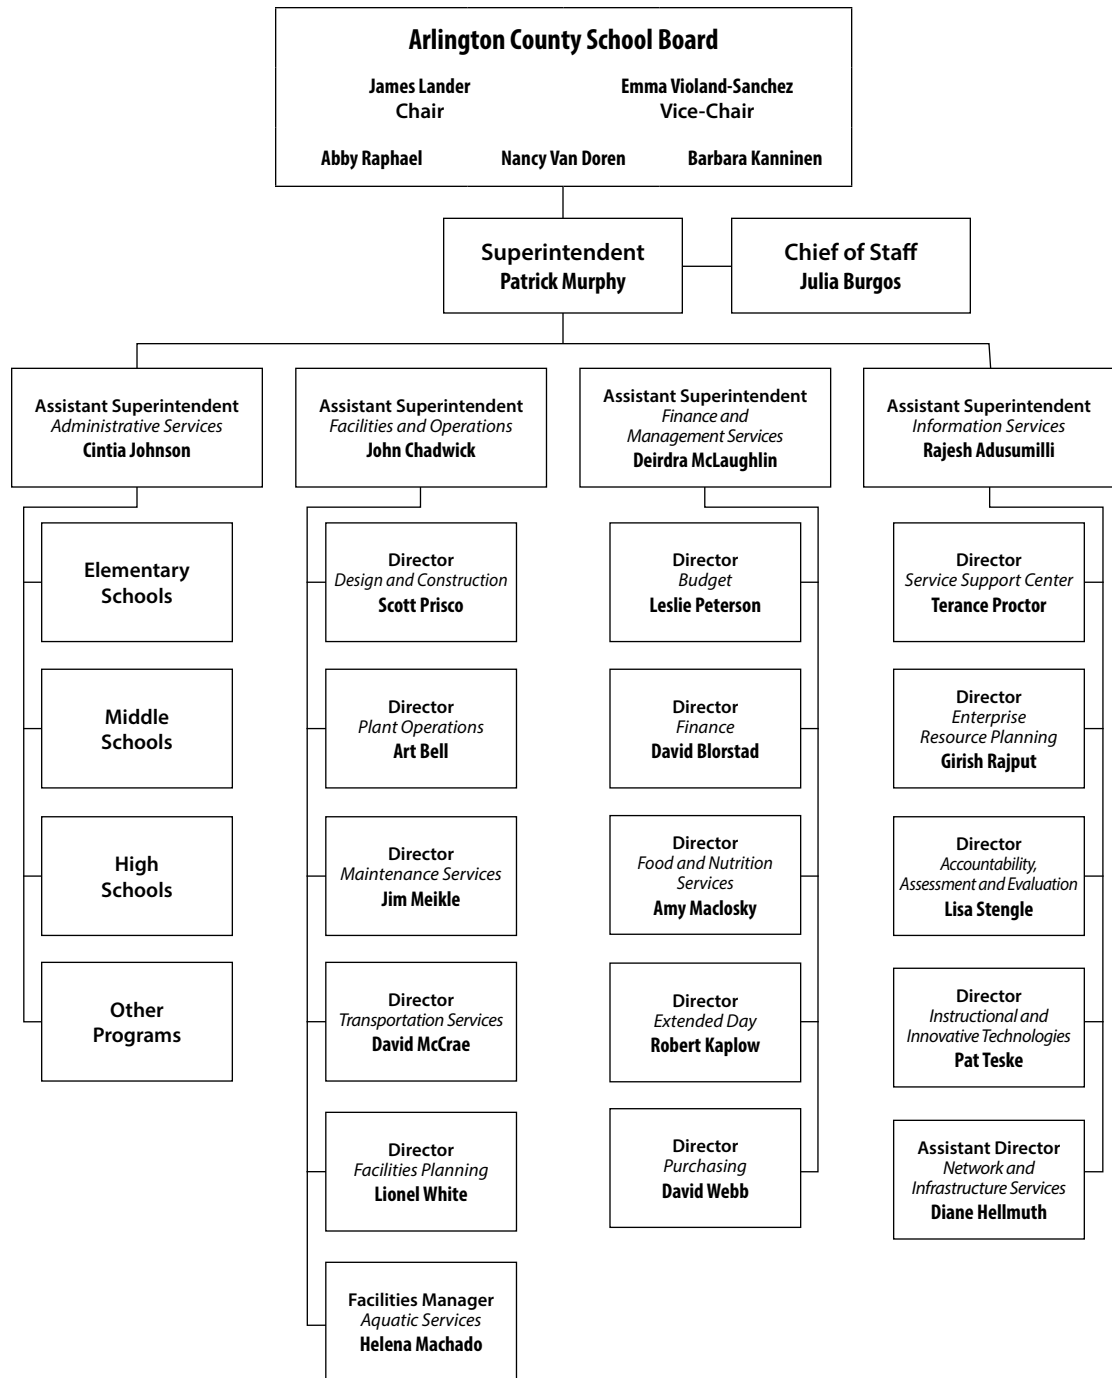 Arlington County School Board
James Lander
Chair
Emma Violand-Sanchez
Vice-Chair
Abby Raphael
Nancy Van Doren
Barbara Kanninen
Superintendent
Patrick Murphy
Chief of Staff
Julia Burgos
Assistant Superintendent
Administrative Services
Cintia Johnson
Elementary
Schools
Middle
Schools
High
Schools
Other
Programs
Assistant Superintendent
Facilities and Operations
John Chadwick
Director
Design and Construction
Scott Prisco
Director
Plant Operations
Art Bell
Director
Maintenance Services
Jim Meikle
Director
Transportation Services
David McCrae
Director
Facilities Planning
Lionel White
Facilities Manager
Aquatic Services
Helena Machado
Assistant Superintendent
Finance and
Management Services
Deirdra McLaughlin
Director
Budget
Leslie Peterson
Director
Finance
David Blorstad
Director
Food and Nutrition
Services
Amy Maclosky
Director
Extended Day
Robert Kaplow
Director
Purchasing
David Webb
Assistant Superintendent
Information Services
Rajesh Adusumilli
Director
Service Support Center
Terance Proctor
Director
Enterprise
Resource Planning
Girish Rajput
Director
Accountability,
Assessment and Evaluation
Lisa Stengle
Director
Instructional and
Innovative Technologies
Pat Teske
Assistant Director
Network and
Infrastructure Services
Diane Hellmuth